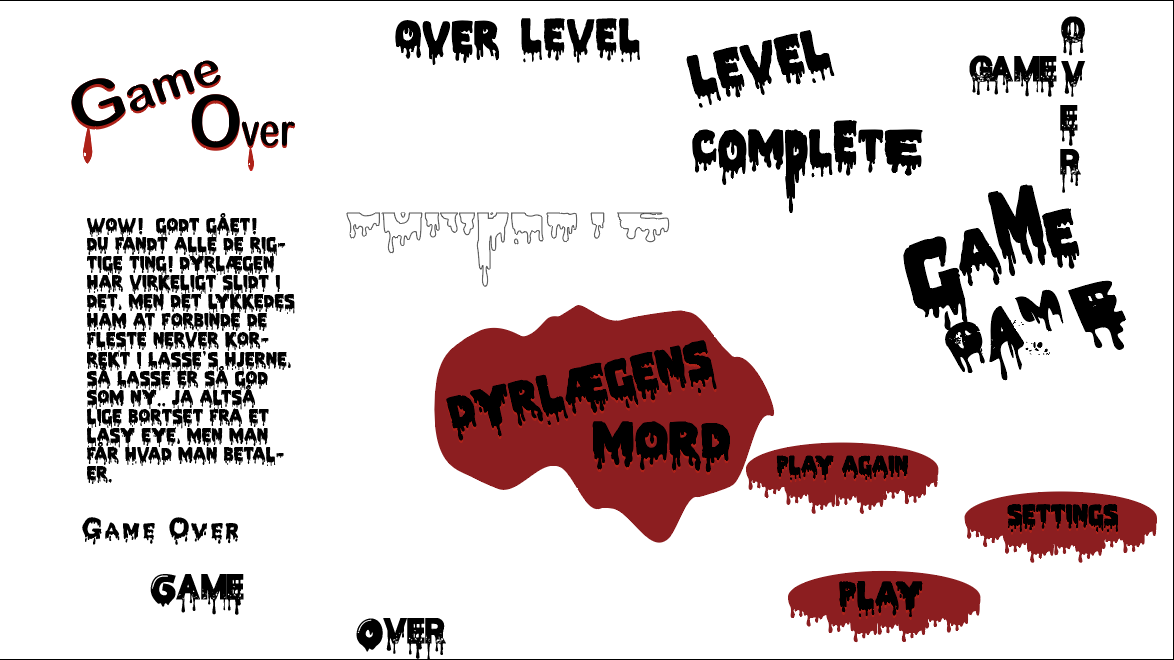 Game
Over
OVER LEVEL
LEVEL
COMPLETE
GAME
OVER
GAME
GAME
WOW! GODT GÅET!
DU FANDT ALLE DE RIG-
TIGE TING! DYRLÆGEN
HAR VIRKELIGT SLIDT I
DET, MEN DET LYKKEDES
HAM AT FORBINDE DE
FLESTE NERVER KOR-
REKT I LASSE'S HJERNE,
SÅ LASSE ER SÅ GOD
SOM NY.. JA ALTSÅ
LIGE BORTSET FRA ET
LASY EYE, MEN MAN
FÅR HVAD MAN BETAL-
ER.
DYRLÆGENS
MORD
PLAY AGAIN
SETTINGS
PLAY
GAME OVER
GAME
OVER